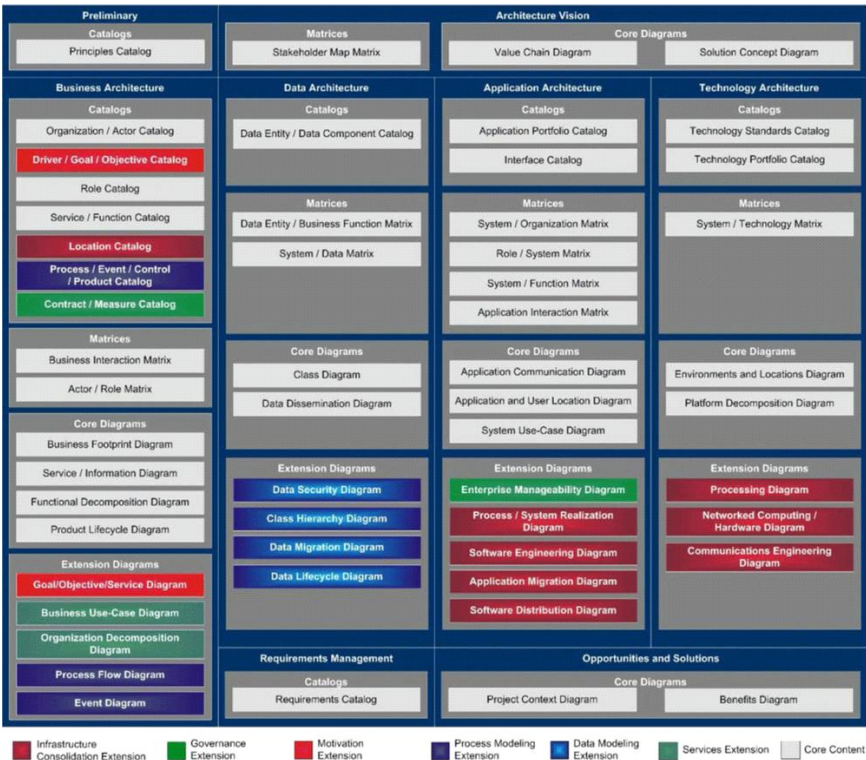 Preliminary
Catalogs
Principles Catalog
Architecture Vision
Matrices
Stakeholder Map Matrix
Core Diagrams
Value Chain Diagram
Solution Concept Diagram
Business Architecture
Catalogs
Organization / Actor Catalog
Driver / Goal / Objective Catalog
Role Catalog
Service / Function Catalog
Location Catalog
Process / Event / Control
/ Product Catalog
Contract / Measure Catalog
Matrices
Business Interaction Matrix
Actor / Role Matrix
Core Diagrams
Business Footprint Diagram
Service / Information Diagram
Functional Decomposition Diagram
Product Lifecycle Diagram
Extension Diagrams
Goal/Objective/Service Diagram
Business Use-Case Diagram
Organization Decomposition
Diagram
Process Flow Diagram
Event Diagram
Data Architecture
Catalogs
Data Entity / Data Component Catalog
Matrices
Data Entity / Business Function Matrix
System / Data Matrix
Core Diagrams
Class Diagram
Data Dissemination Diagram
Extension Diagrams
Data Security Diagram
Class Hierarchy Diagram
Data Migration Diagram
Data Lifecycle Diagram
Application Architecture
Catalogs
Application Portfolio Catalog
Interface Catalog
Matrices
System / Organization Matrix
Role / System Matrix
System / Function Matrix
Application Interaction Matrix
Core Diagrams
Application Communication Diagram
Application and User Location Diagram
System Use-Case Diagram
Extension Diagrams
Enterprise Manageability Diagram
Process / System Realization
Diagram
Software Engineering Diagram
Application Migration Diagram
Software Distribution Diagram
Technology Architecture
Catalogs
Technology Standards Catalog
Technology Portfolio Catalog
Matrices
System / Technology Matrix
Core Diagrams
Environments and Locations Diagram
Platform Decomposition Diagram
Extension Diagrams
Processing Diagram
Networked Computing /
Hardware Diagram
Communications Engineering
Diagram
Requirements Management
Catalogs
Requirements Catalog
Opportunities and Solutions
Core Diagrams
Project Context Diagram
Benefits Diagram
Infrastructure
Consolidation Extension
Governance
Extension
Motivation
Extension
Process Modeling
Extension
Data Modeling
Extension
Services Extension
Core Content